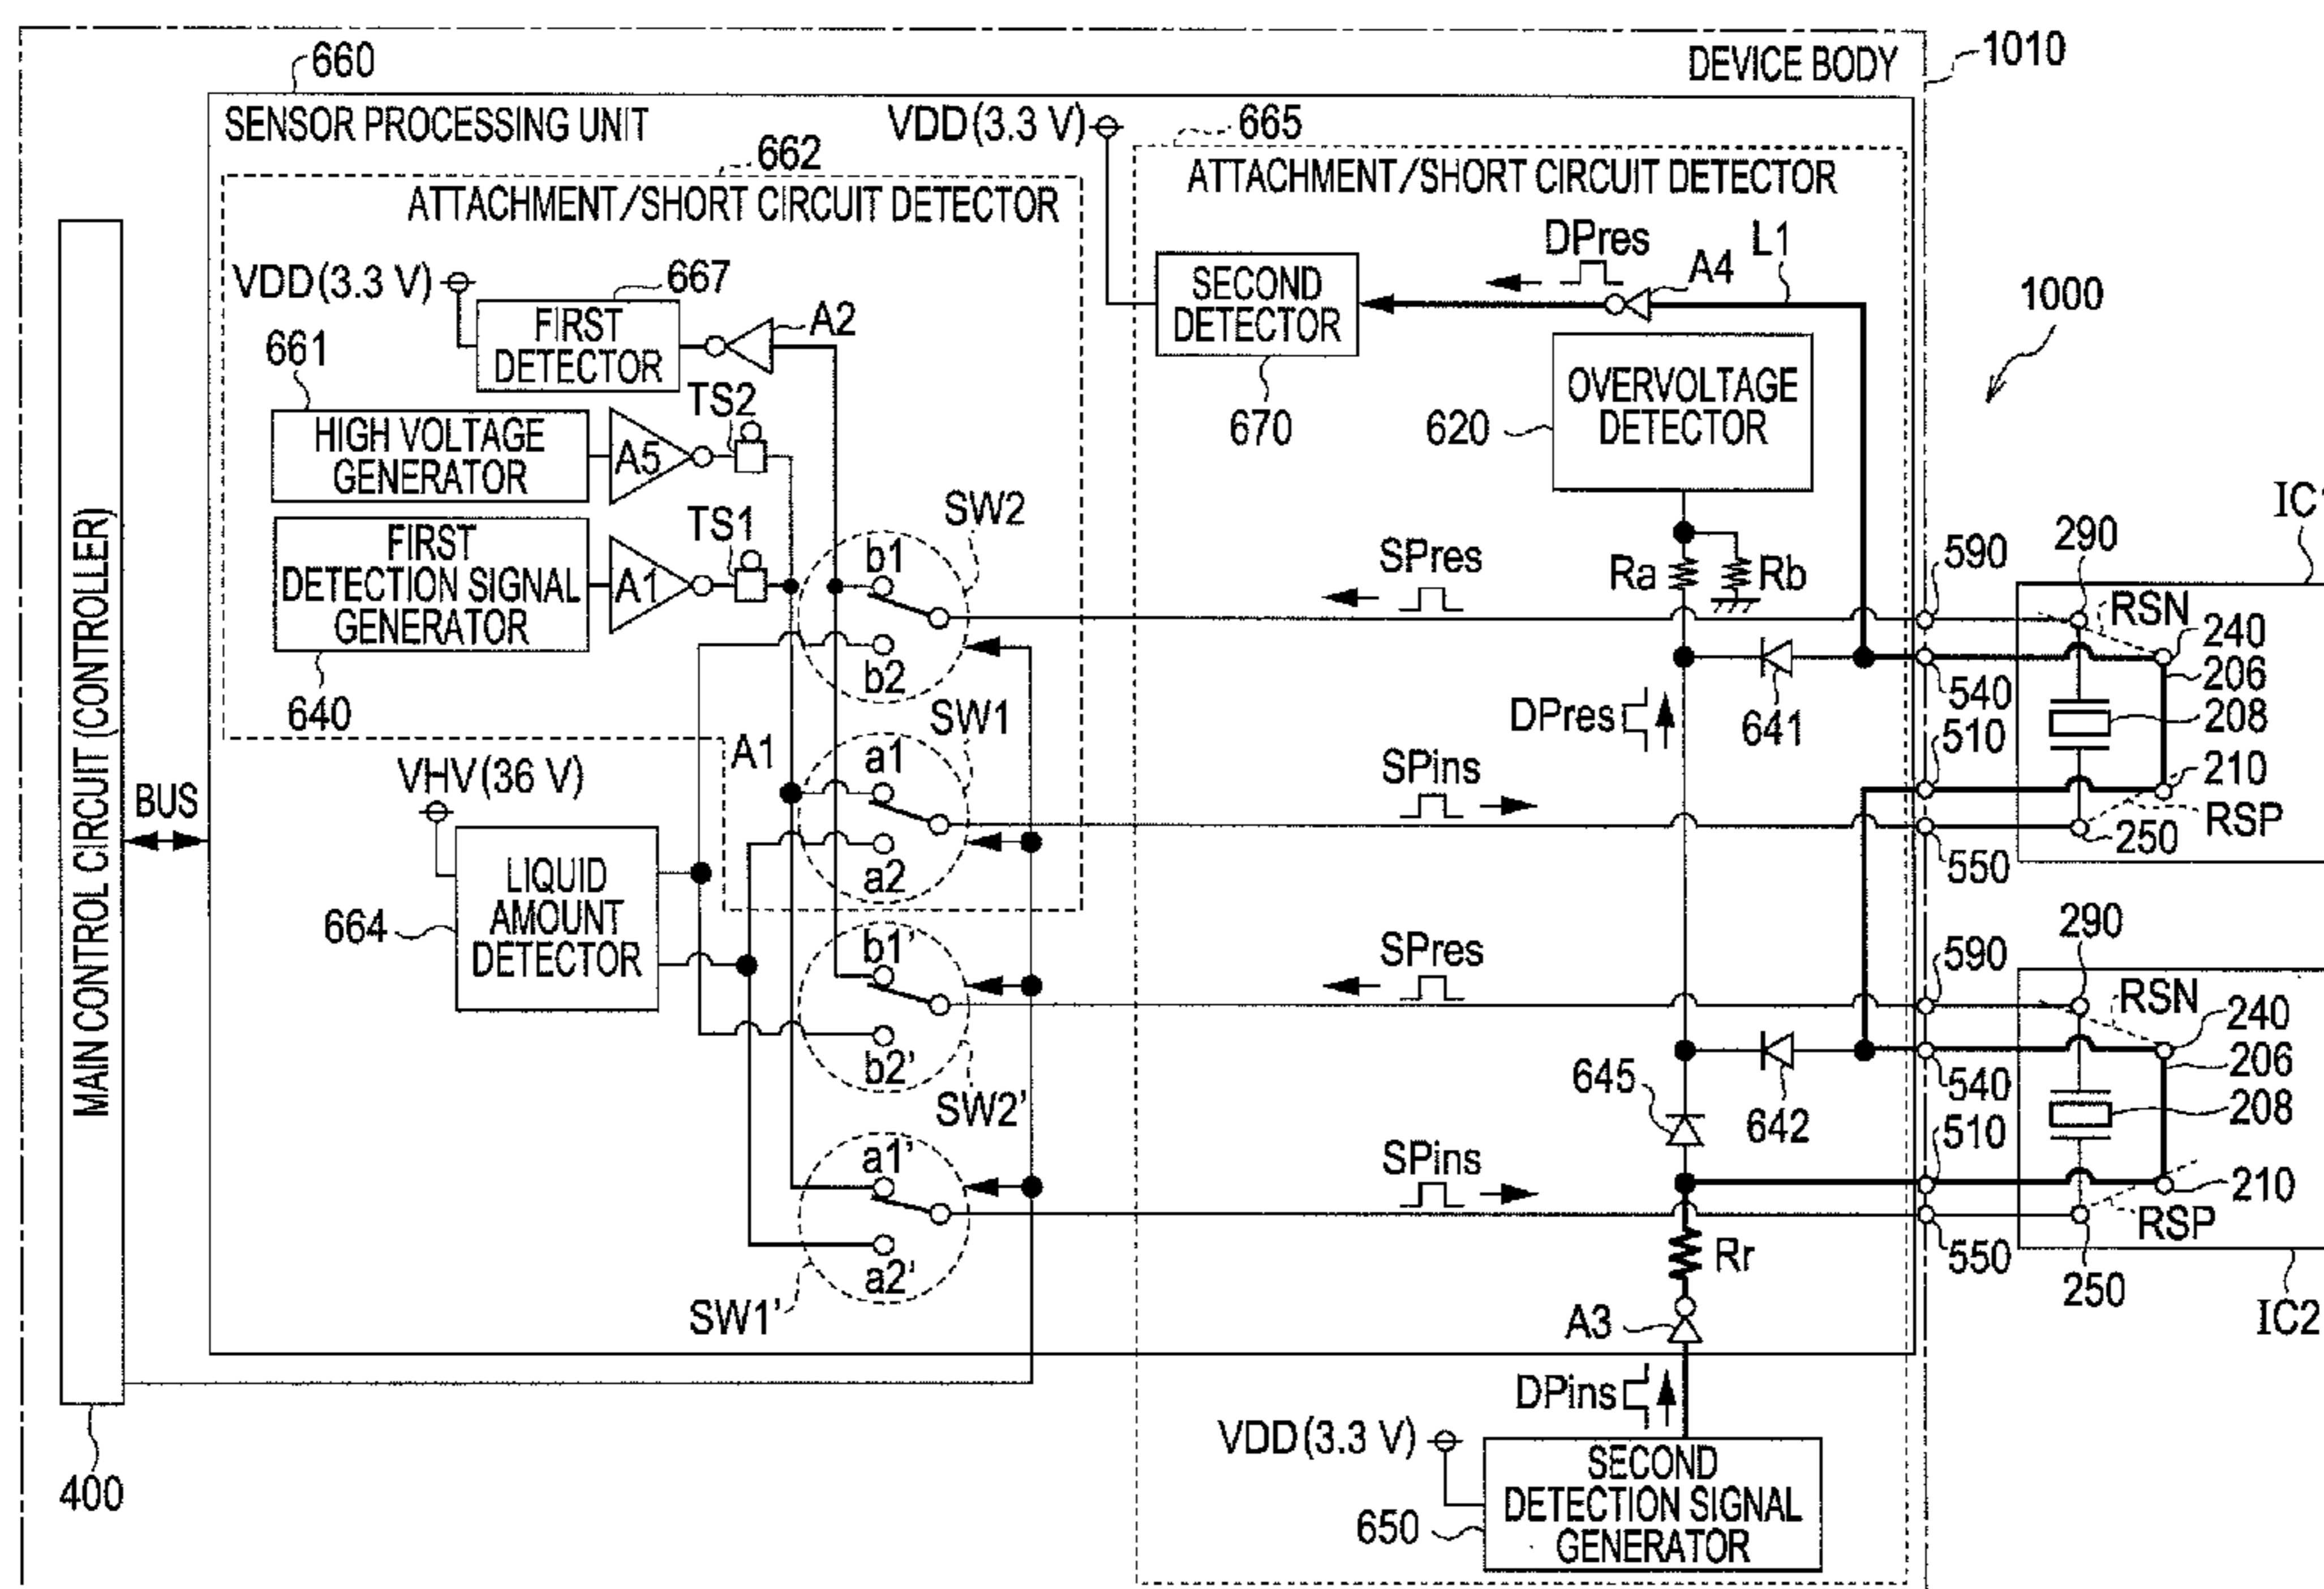 DEVICE BODY
1010
660
SENSOR PROCESSING UNIT
VDD(3.3 V)
665
662
ATTACHMENT/SHORT CIRCUIT DETECTOR
ATTACHMENT/SHORT CIRCUIT DETECTOR
DPres
L1
A4
VDD(3.3 V)
667
SECOND
DETECTOR
FIRST
DETECTOR
A2
1000
661
TS2
670
620
OVERVOLTAGE
DETECTOR
HIGH VOLTAGE
GENERATOR
A5
SW2
IC1
FIRST
DETECTION SIGNAL
GENERATOR
A1
TS1
b1
b2
SPres
Ra
Rb
590
290
RSN
240
206
208
210
RSP
250
540
510
550
640
SW1
DPres
641
MAIN CONTROL CIRCUIT (CONTROLLER)
BUS
VHV(36 V)
A1
a1
a2
SPins
664
LIQUID
AMOUNT
DETECTOR
b1'
b2'
SW2'
SPres
590
290
RSN
240
206
208
210
RSP
250
540
510
550
645
642
a1'
a2'
SW1'
SPins
Rr
A3
IC2
DPins
400
VDD(3.3 V)
650
SECOND
DETECTION SIGNAL
GENERATOR